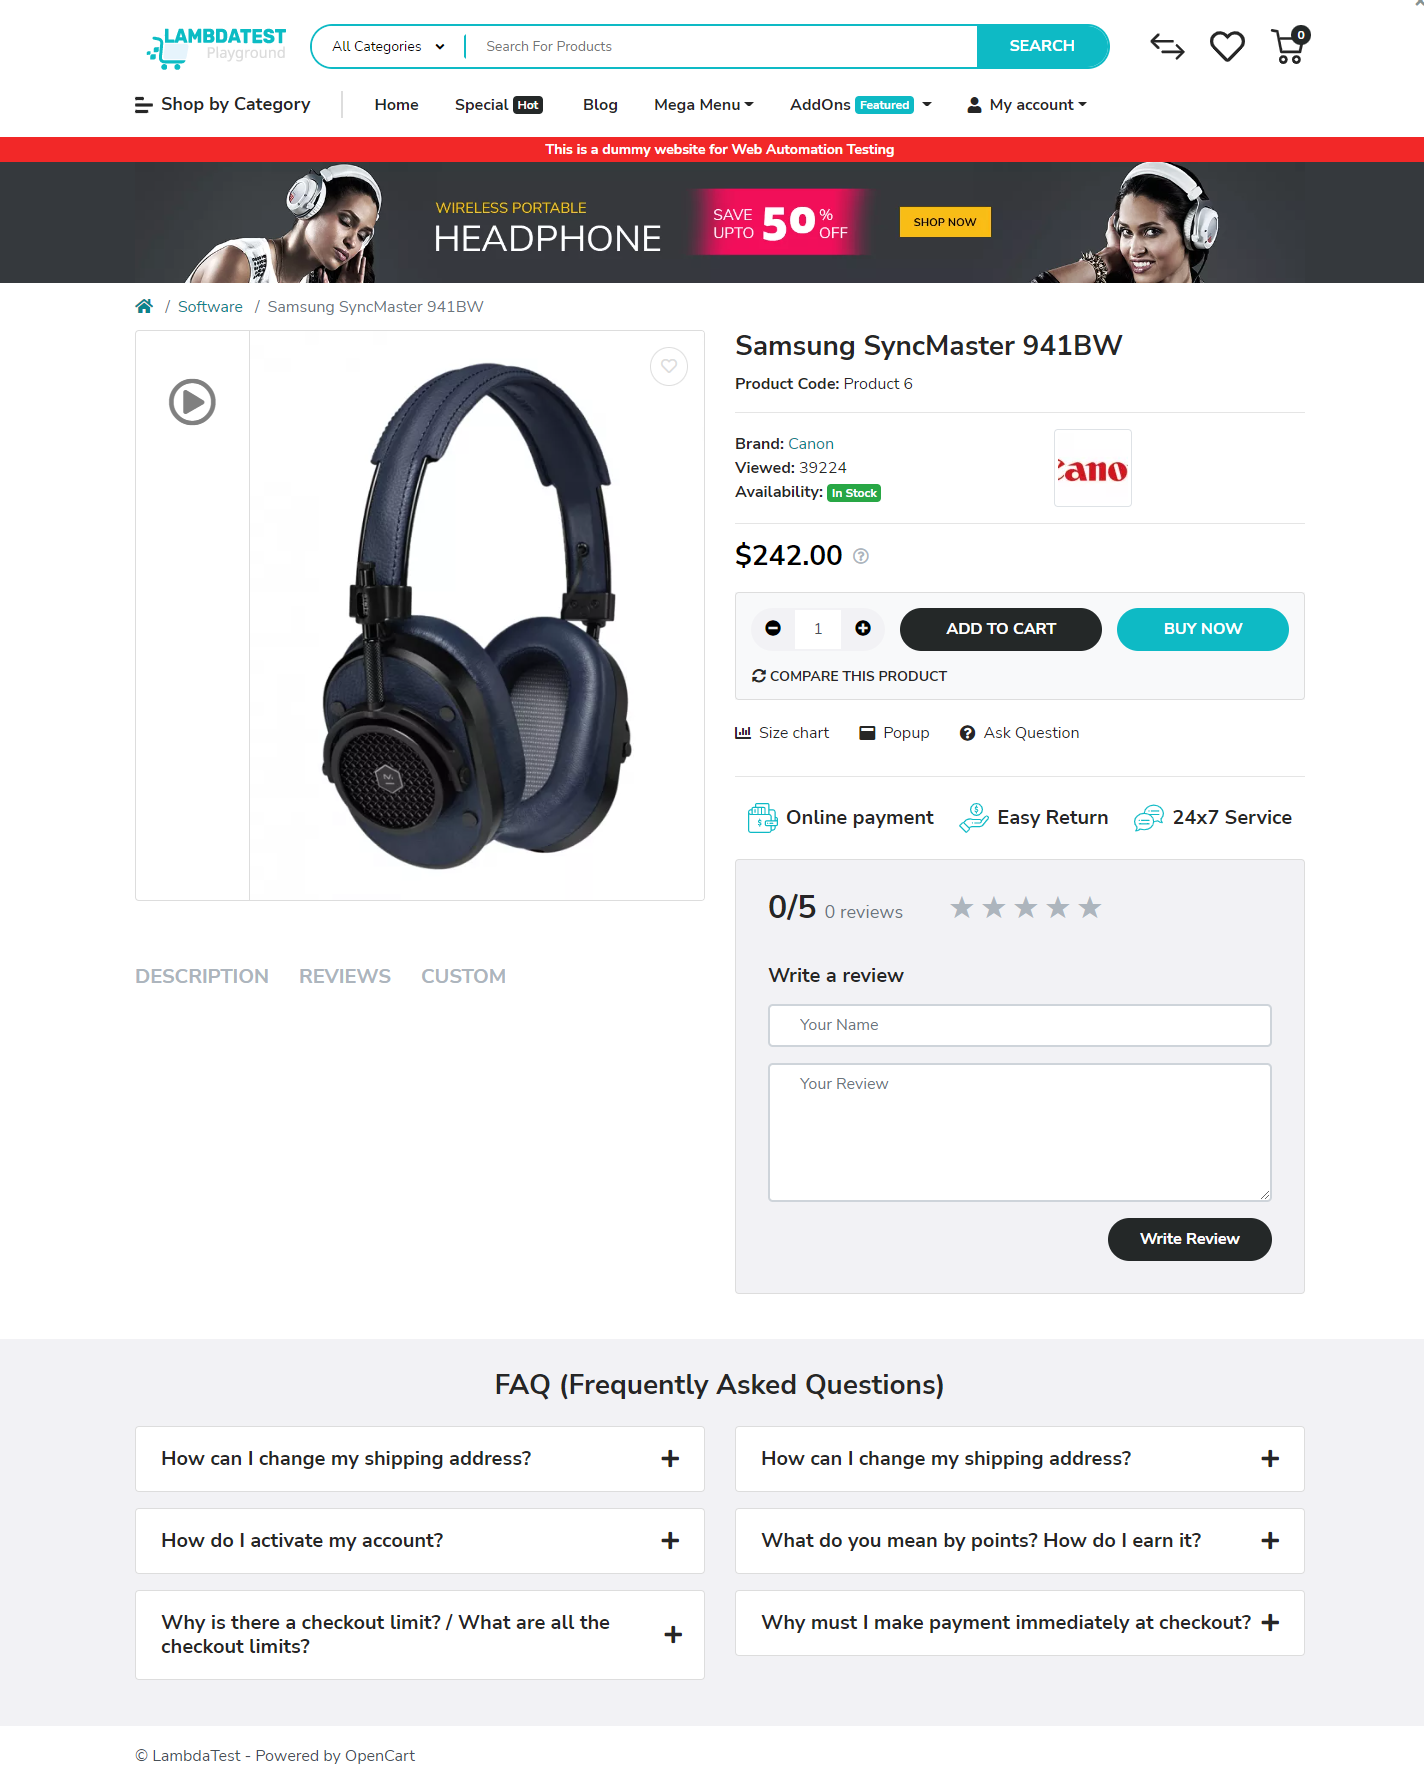 LAMBDATEST
Playground
All Categories
Search For Products
SEARCH
0
Shop by Category
Home
Special Hot
Blog
Mega Menu
AddOns Featured
My account
This is a dummy website for Web Automation Testing
WIRELESS PORTABLE
HEADPHONE
SAVE UPTO 50% OFF
SHOP NOW
/ Software / Samsung SyncMaster 941BW
Samsung SyncMaster 941BW
Product Code: Product 6
Brand: Canon
Viewed: 39224
Availability: In Stock
Cano
$242.00
1
ADD TO CART
BUY NOW
COMPARE THIS PRODUCT
Size chart
Popup
Ask Question
Online payment
Easy Return
24x7 Service
0/5 0 reviews
Write a review
Your Name
Your Review
Write Review
DESCRIPTION
REVIEWS
CUSTOM
FAQ (Frequently Asked Questions)
How can I change my shipping address?
How can I change my shipping address?
How do I activate my account?
What do you mean by points? How do I earn it?
Why is there a checkout limit? / What are all the
checkout limits?
Why must I make payment immediately at checkout?
© LambdaTest - Powered by OpenCart